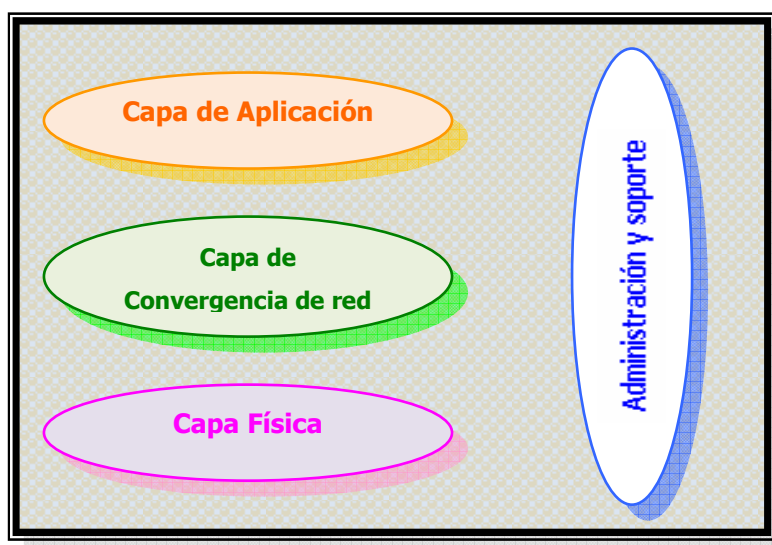 Capa de Aplicación
Capa de
Convergencia de red
Capa Física
Administración y soporte